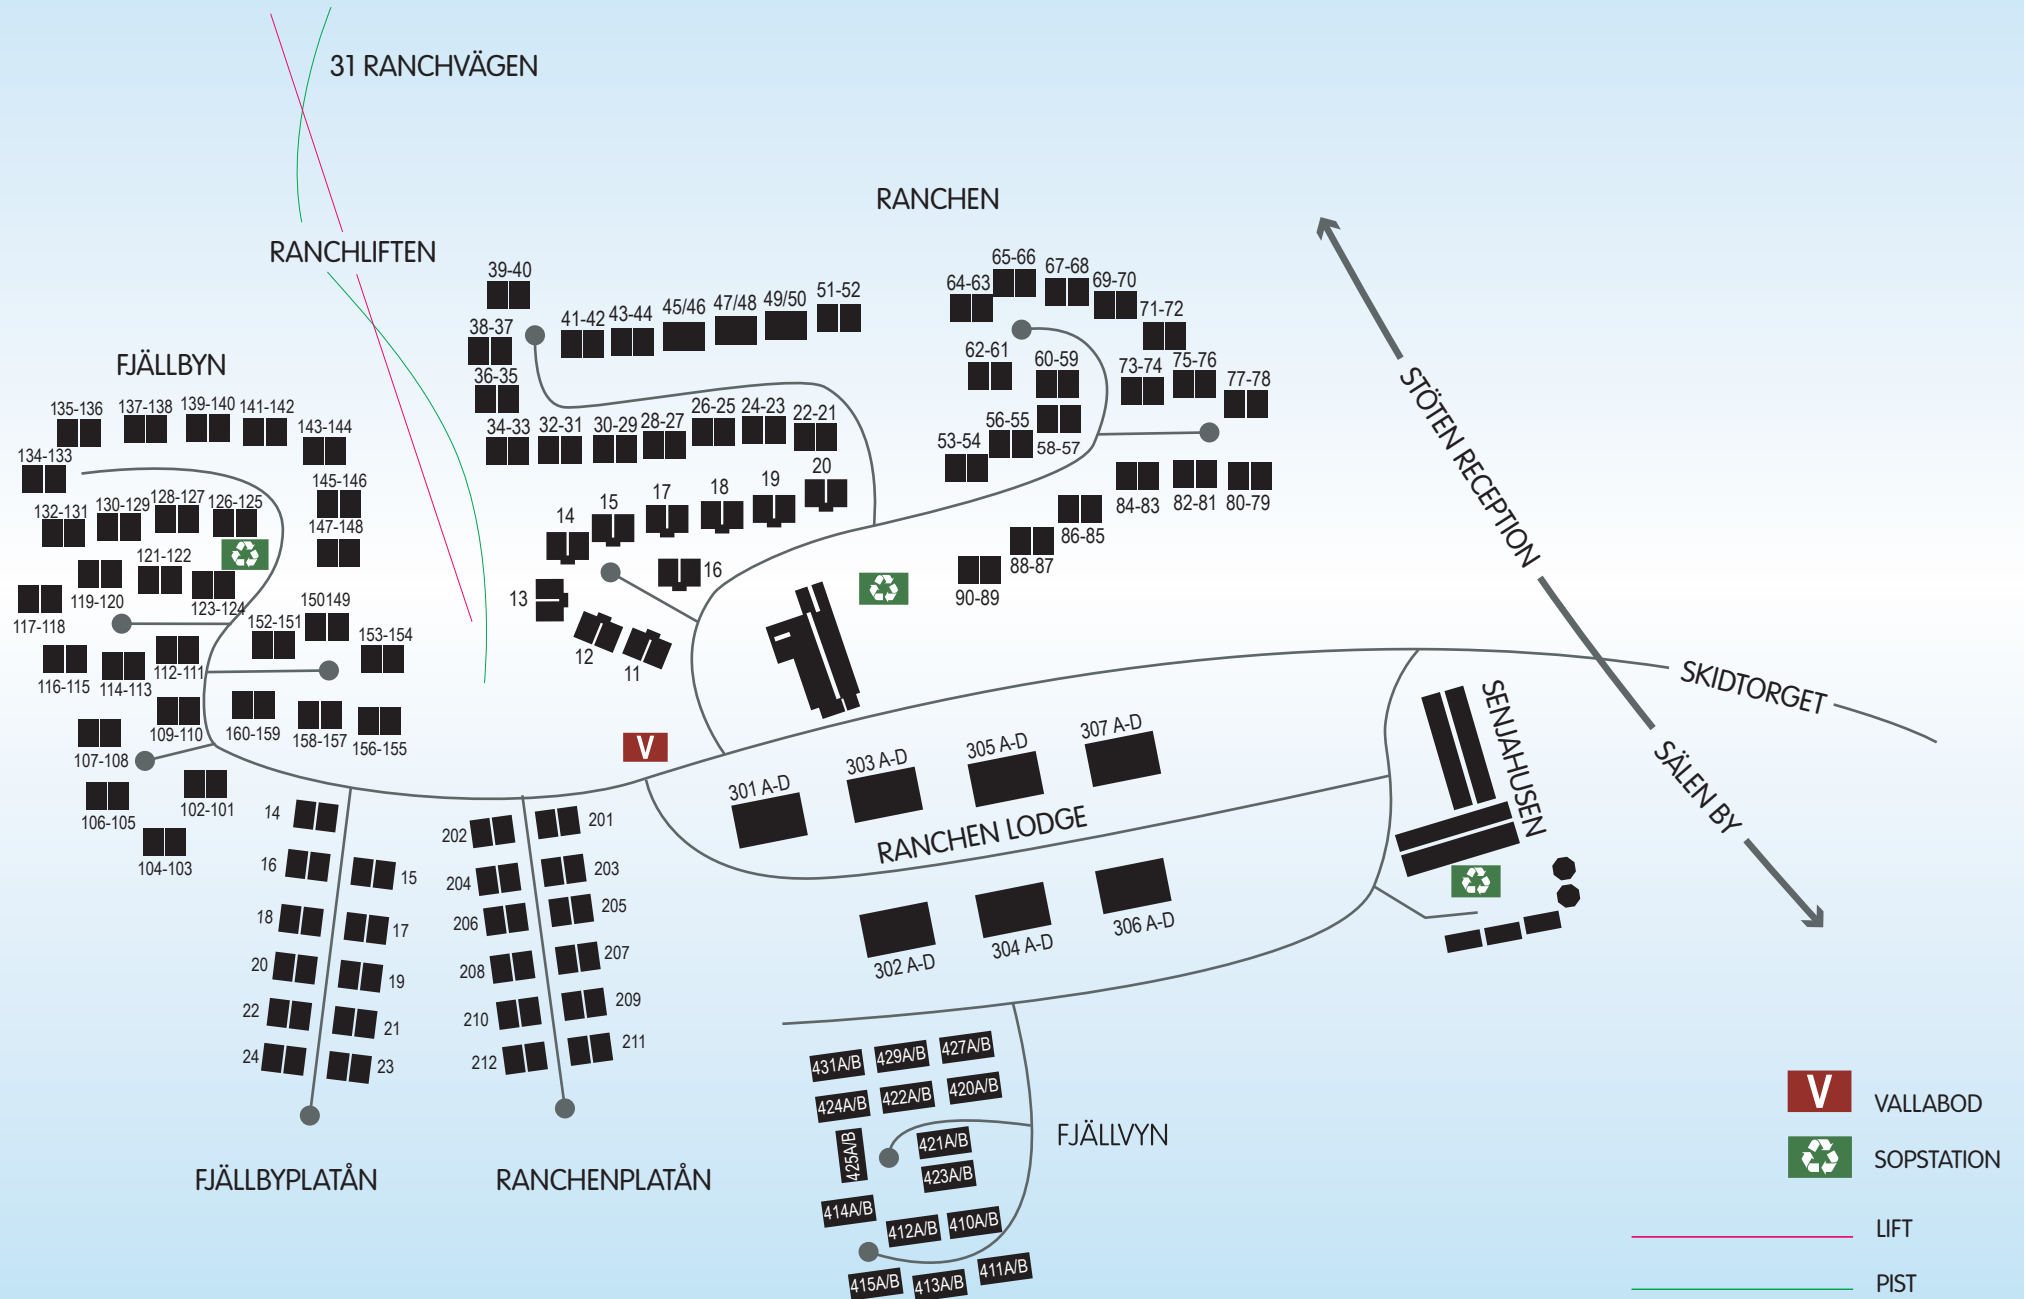 31 RANCHVÄGEN
RANCHLIFTEN
RANCHEN
FJÄLLBYN
39-40
38-37
36-35
41-42
43-44
45/46
47/48
49/50
51-52
34-33
32-31
30-29
28-27
26-25
24-23
22-21
14
15
17
18
19
20
16
13
12
11
64-63
65-66
67-68
69-70
71-72
62-61
60-59
73-74
75-76
77-78
53-54
56-55
58-57
84-83
82-81
80-79
86-85
88-87
90-89
135-136
137-138
139-140
141-142
143-144
134-133
145-146
132-131
130-129
128-127
126-125
147-148
121-122
119-120
123-124
117-118
150149
152-151
153-154
116-115
114-113
112-111
109-110
160-159
158-157
156-155
107-108
102-101
106-105
104-103
V
14
16
15
18
17
20
19
22
21
24
23
FJÄLLBYPLATÅN
202
201
204
203
206
205
208
207
210
209
212
211
RANCHENPLATÅN
301 A-D
303 A-D
305 A-D
307 A-D
RANCHEN LODGE
302 A-D
304 A-D
306 A-D
STÖTEN RECEPTION
SKIDTORGET
SENJAHUSEN
SÄLEN BY
431A/B
429A/B
427A/B
424A/B
422A/B
420A/B
425A/B
421A/B
423A/B
414A/B
412A/B
410A/B
415A/B
413A/B
411A/B
FJÄLLVYN
V VALLABOD
SOPSTATION
LIFT
PIST